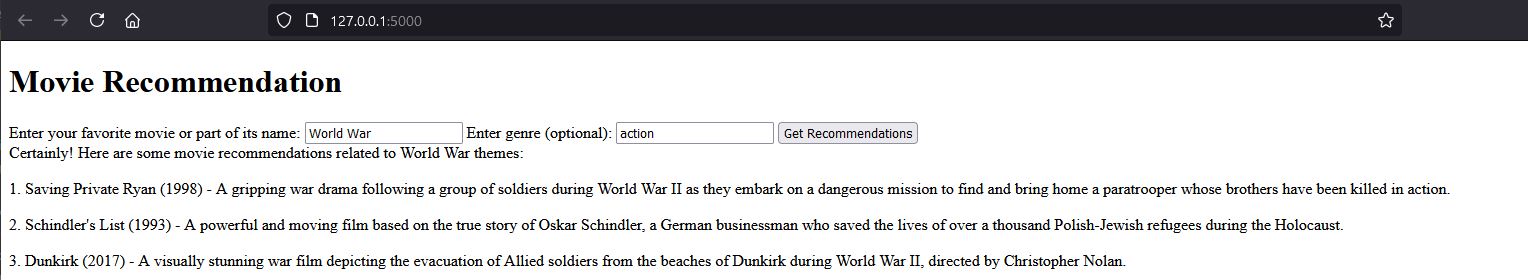 127.0.0.1:5000
Movie Recommendation
Enter your favorite movie or part of its name: World War Enter genre (optional): action Get Recommendations
Certainly! Here are some movie recommendations related to World War themes:
1. Saving Private Ryan (1998) - A gripping war drama following a group of soldiers during World War II as they embark on a dangerous mission to find and bring home a paratrooper whose brothers have been killed in action.
2. Schindler's List (1993) - A powerful and moving film based on the true story of Oskar Schindler, a German businessman who saved the lives of over a thousand Polish-Jewish refugees during the Holocaust.
3. Dunkirk (2017) - A visually stunning war film depicting the evacuation of Allied soldiers from the beaches of Dunkirk during World War II, directed by Christopher Nolan.